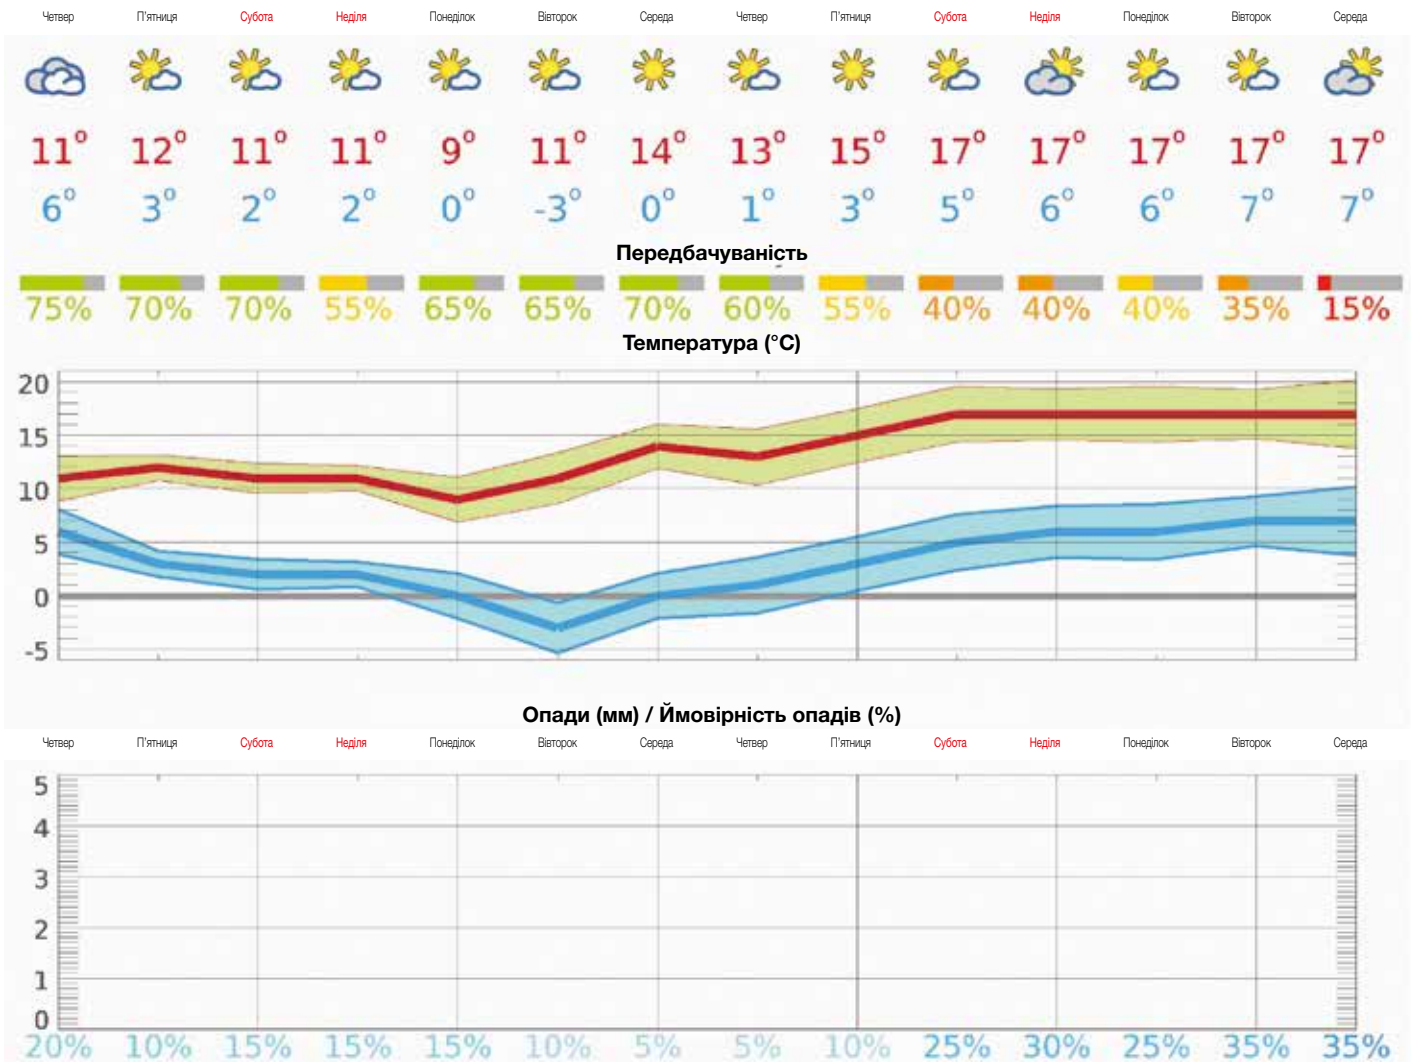 Четвер П'ятниця Субота Неділя Понеділок Вівторок Середа Четвер П'ятниця Субота Неділя Понеділок Вівторок Середа
11° 12° 11° 11° 9° 11° 14° 13° 15° 17° 17° 17° 17° 17°
6° 3° 2° 2° 0° -3° 0° 1° 3° 5° 6° 6° 7° 7°
Передбачуваність
75% 70% 70% 55% 65% 65% 70% 60% 55% 40% 40% 40% 35% 15%
Температура (°C)
20
15
10
5
0
-5
Опади (мм) / Ймовірність опадів (%)
Четвер П'ятниця Субота Неділя Понеділок Вівторок Середа Четвер П'ятниця Субота Неділя Понеділок Вівторок Середа
5
4
3
2
1
0
20% 10% 15% 15% 15% 10% 5% 5% 10% 25% 30% 25% 35% 35%